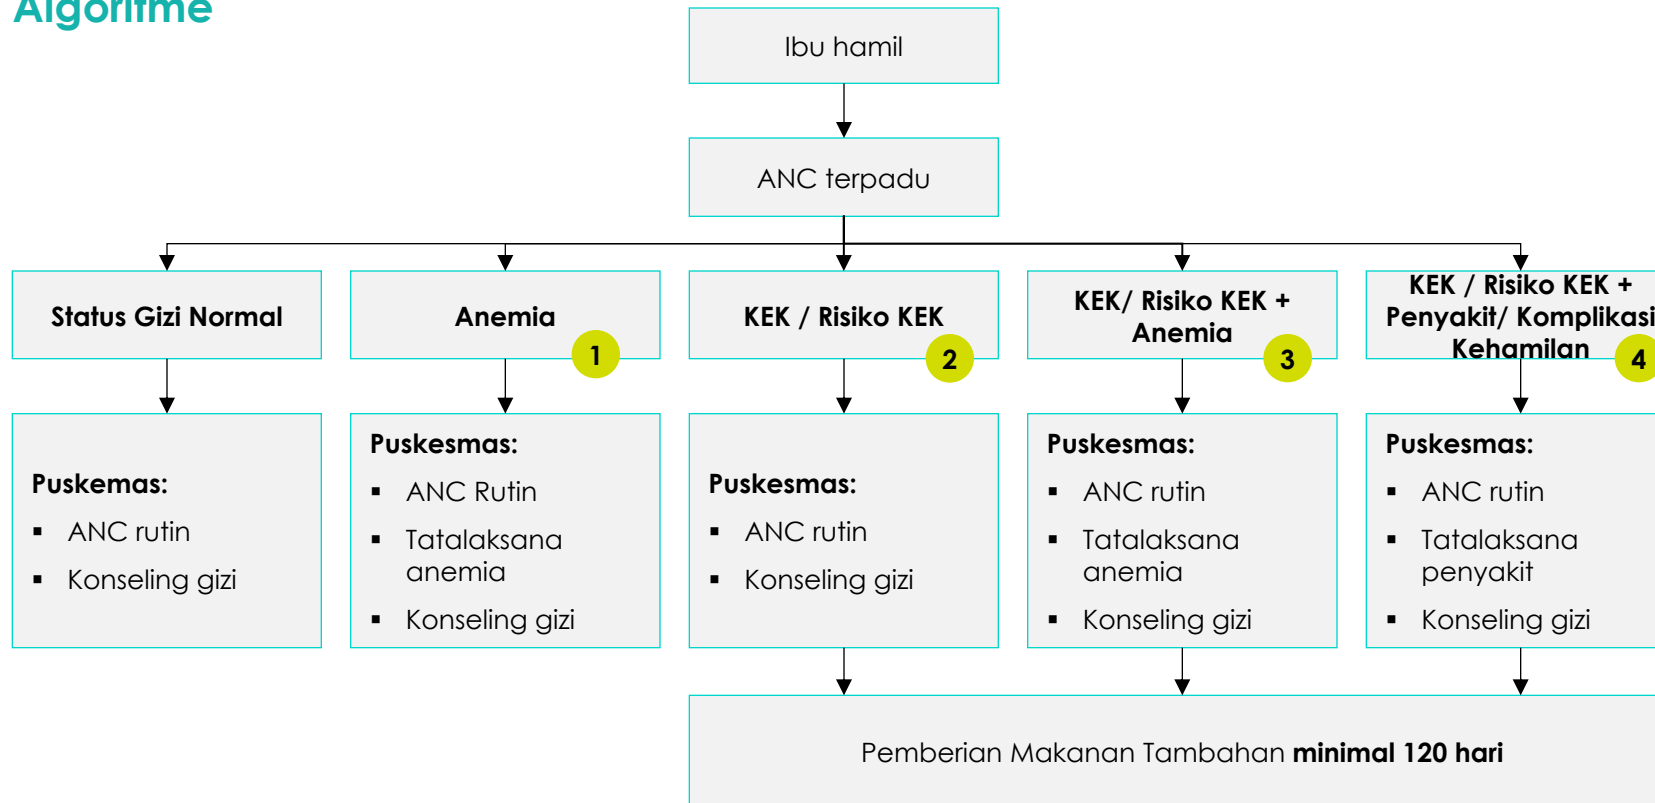 Algoritme
Ibu hamil
ANC terpadu
Status Gizi Normal
Anemia
1
KEK / Risiko KEK
2
KEK/ Risiko KEK +
Anemia
3
KEK / Risiko KEK +
Penyakit/ Komplikasi
Kehamilan
4
Puskemas:
▪ ANC rutin
▪ Konseling gizi
Puskesmas:
▪ ANC Rutin
▪ Tatalaksana
anemia
▪ Konseling gizi
Puskesmas:
▪ ANC rutin
▪ Konseling gizi
Puskesmas:
▪ ANC rutin
▪ Tatalaksana
anemia
▪ Konseling gizi
Puskesmas:
▪ ANC rutin
▪ Tatalaksana
penyakit
▪ Konseling gizi
Pemberian Makanan Tambahan minimal 120 hari